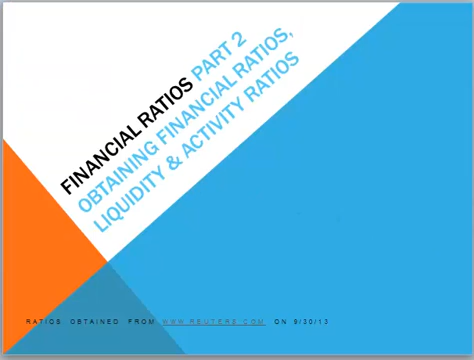 FINANCIAL RATIOS PART 2
OBTAINING FINANCIAL RATIOS,
LIQUIDITY & ACTIVITY RATIOS
RATIOS OBTAINED FROM WWW.REUTERS.COM ON 9/30/13